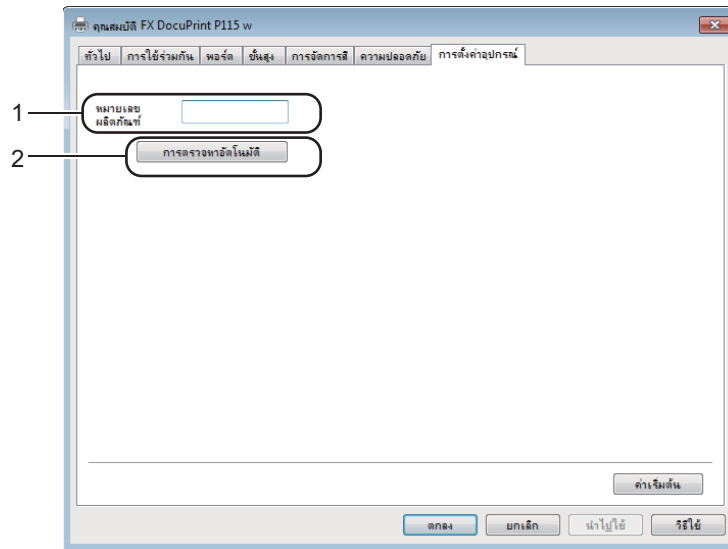 คุณสมบัติ FX DocuPrint P115 w
ทั่วไป การใช้ร่วมกัน พอร์ต ขั้นสูง การจัดการสี ความปลอดภัย การตั้งค่าอุปกรณ์
1
หมายเลข
ผลิตภัณฑ์
2
การตรวจหาอัตโนมัติ
ค่าเริ่มต้น
ตกลง ยกเลิก นำไปใช้ วิธีใช้